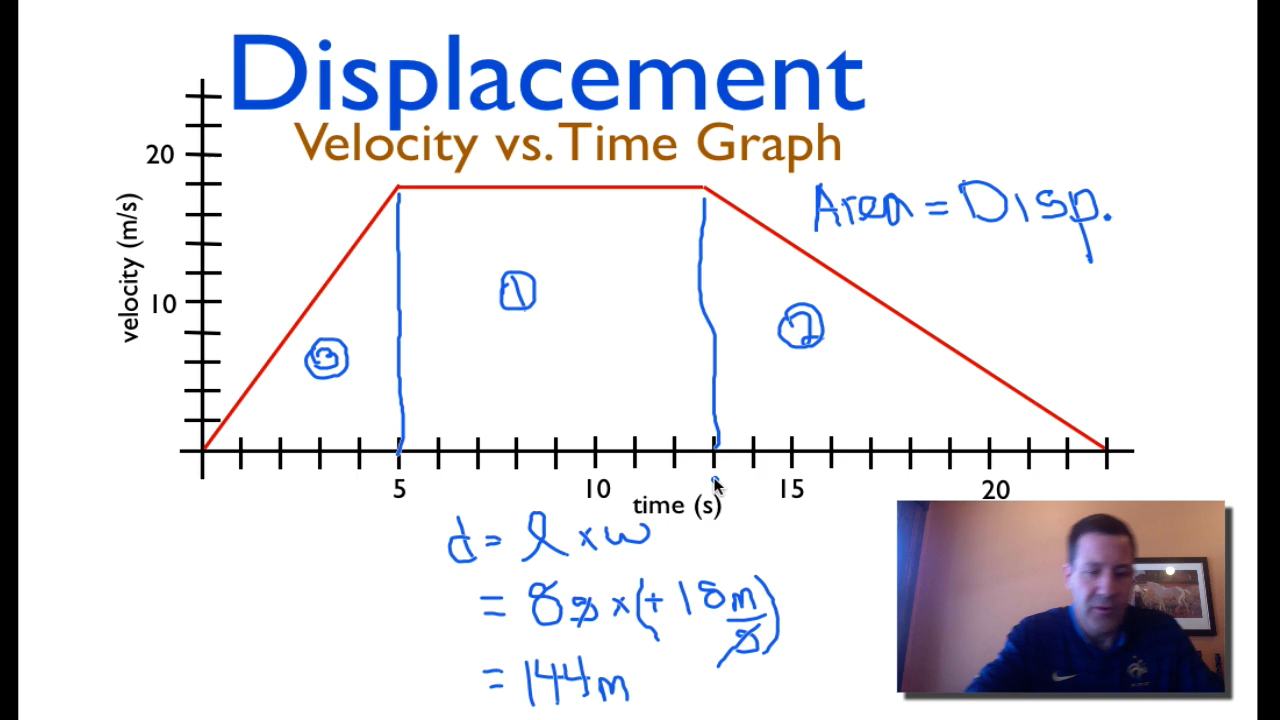 Displacement
Velocity vs. Time Graph
20
Area = Disp.
velocity (m/s)
10
①
②
③
5
10
15
20
time (s)
d = l x w
= 8s x (+ 18 m/s)
= 144m